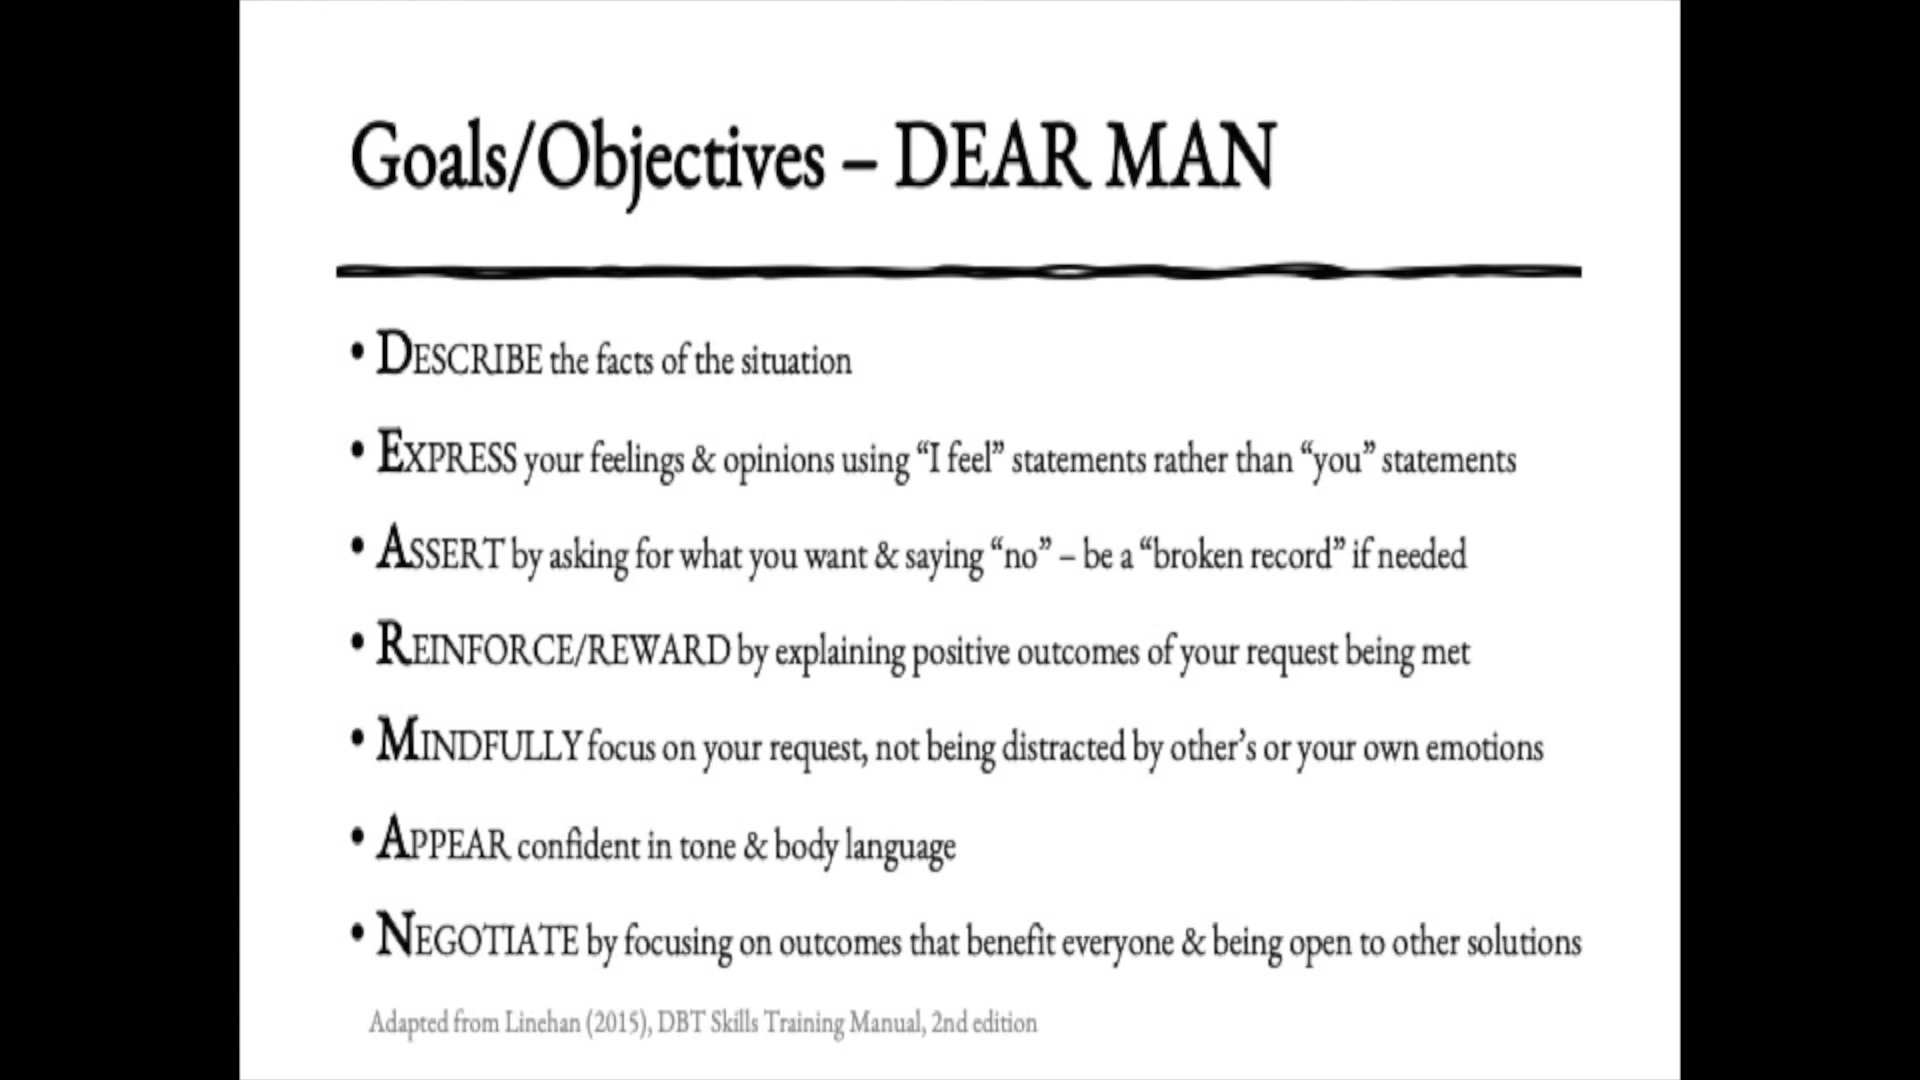 Goals/Objectives – DEAR MAN
• DESCRIBE the facts of the situation
• EXPRESS your feelings & opinions using “I feel” statements rather than “you” statements
• ASSERT by asking for what you want & saying “no” – be a “broken record” if needed
• REINFORCE/REWARD by explaining positive outcomes of your request being met
• MINDFULLY focus on your request, not being distracted by other’s or your own emotions
• APPEAR confident in tone & body language
• NEGOTIATE by focusing on outcomes that benefit everyone & being open to other solutions
Adapted from Linehan (2015), DBT Skills Training Manual, 2nd edition